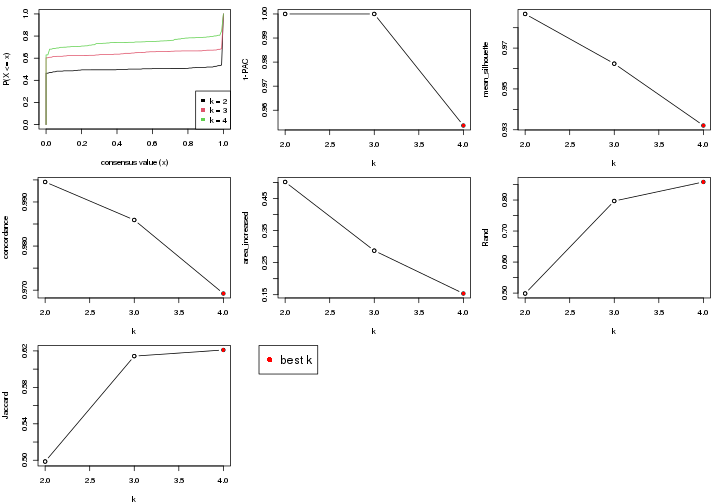 P(X <= x)
0.0 0.2 0.4 0.6 0.8 1.0
k = 2
k = 3
k = 4
0.0 0.2 0.4 0.6 0.8 1.0
consensus value (x)
1-PAC
0.96 0.97 0.98 0.99 1.00
2.0 2.5 3.0 3.5 4.0
k
mean_silhouette
0.93 0.95 0.97
2.0 2.5 3.0 3.5 4.0
k
concordance
0.970 0.980 0.990
2.0 2.5 3.0 3.5 4.0
k
area_increased
0.15 0.25 0.35 0.45
2.0 2.5 3.0 3.5 4.0
k
Rand
0.50 0.60 0.70 0.80
2.0 2.5 3.0 3.5 4.0
k
Jaccard
0.50 0.54 0.58 0.62
2.0 2.5 3.0 3.5 4.0
k
best k